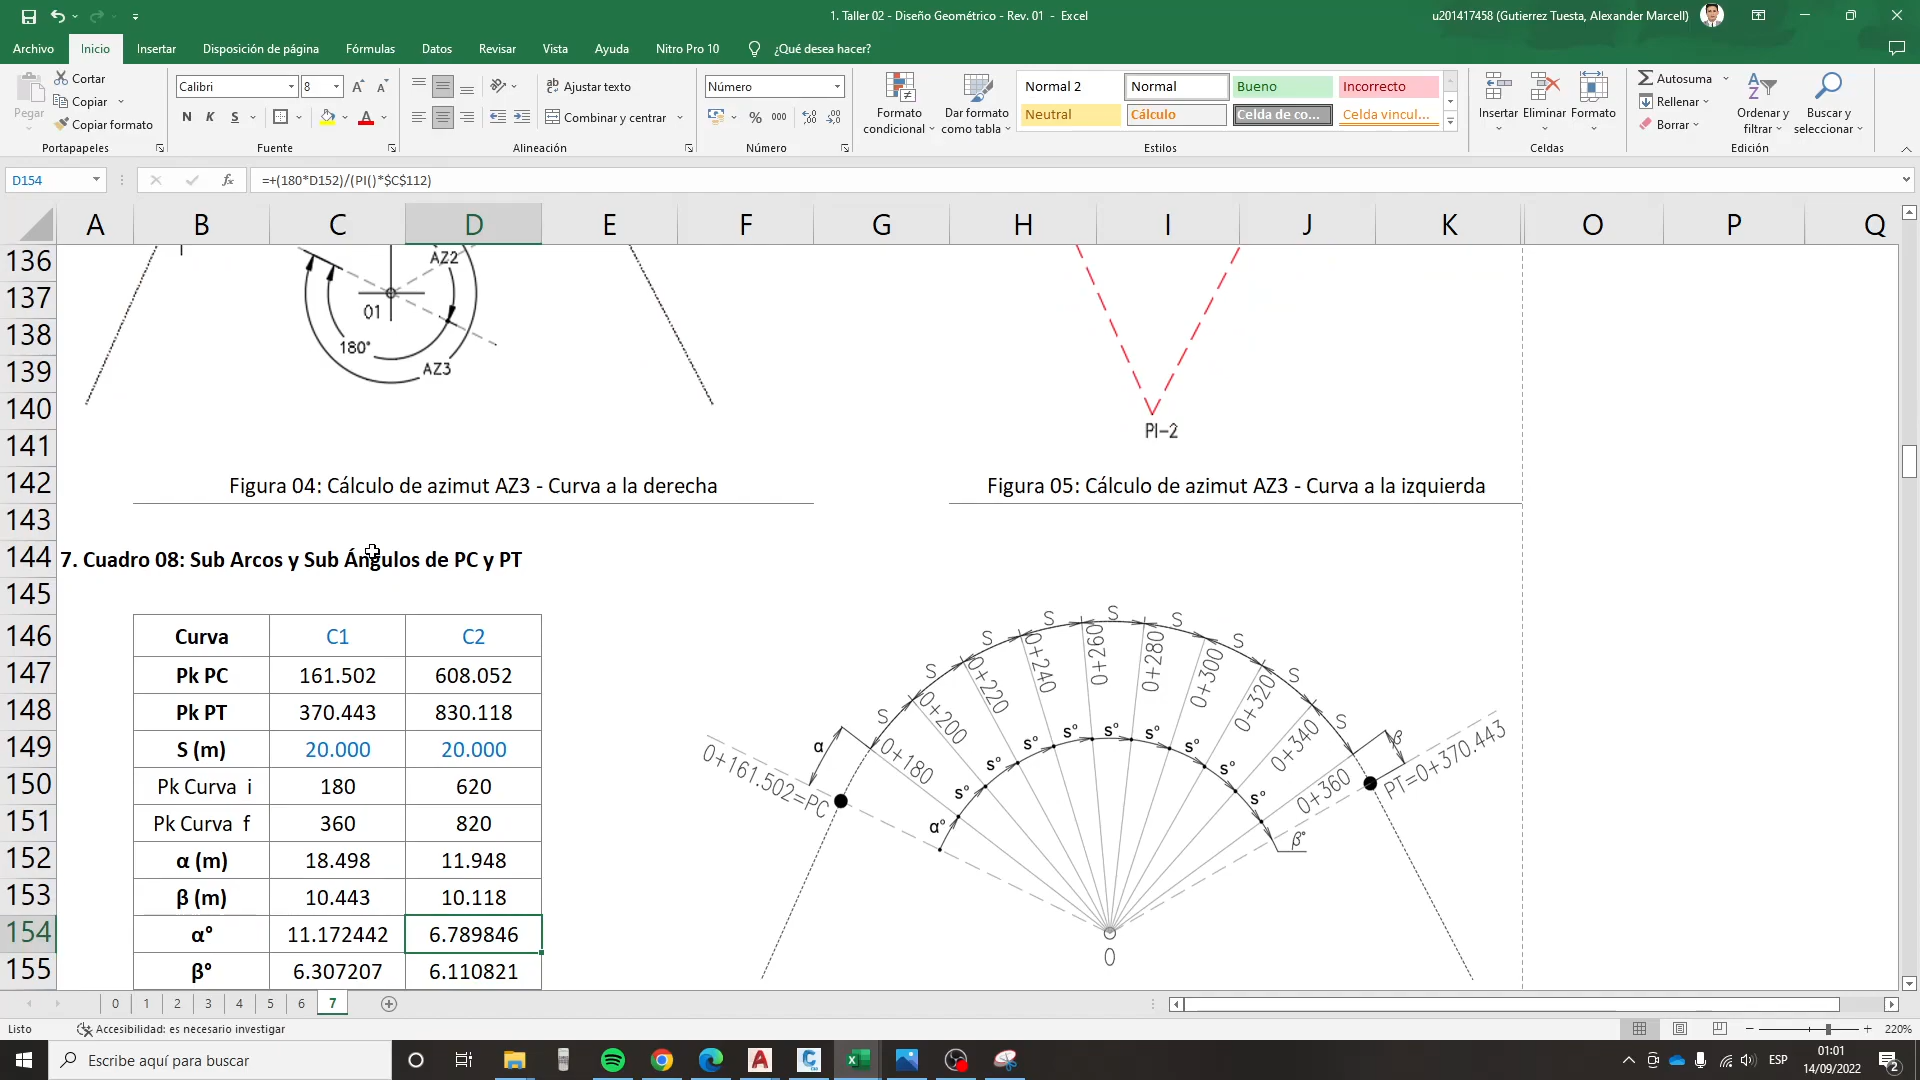 1. Taller 02 - Diseño Geométrico - Rev. 01 - Excel
u201417458 (Gutierrez Tuesta, Alexander Marcell)
Archivo Inicio Insertar Disposición de página Fórmulas Datos Revisar Vista Ayuda Nitro Pro 10 ¿Qué desea hacer?
Pegar
Cortar
Copiar
Copiar formato
Portapapeles
Calibri 8
N K S
Fuente
Ajustar texto
Combinar y centrar
Alineación
Número
% 000
Número
Formato condicional
Dar formato como tabla
Normal 2 Normal Bueno Incorrecto
Neutral Cálculo Celda de co... Celda vincul...
Estilos
Insertar Eliminar Formato
Celdas
Autosuma
Rellenar
Borrar
Ordenar y filtrar
Buscar y seleccionar
Edición
D154 fx =+(180*D152)/(PI()*$C$112)
A B C D E F G H I J K O P Q
136
137
138
139
140
141
142
143
144
145
146
147
148
149
150
151
152
153
154
155
AZ2
01
180°
AZ3
PI-2
Figura 04: Cálculo de azimut AZ3 - Curva a la derecha
Figura 05: Cálculo de azimut AZ3 - Curva a la izquierda
7. Cuadro 08: Sub Arcos y Sub Ángulos de PC y PT
Curva C1 C2
Pk PC 161.502 608.052
Pk PT 370.443 830.118
S (m) 20.000 20.000
Pk Curva i 180 620
Pk Curva f 360 820
α (m) 18.498 11.948
β (m) 10.443 10.118
α° 11.172442 6.789846
β° 6.307207 6.110821
S S S S S S S S S
α β
0+161.502=PC
0+180
0+200
0+220
0+240
0+260
0+280
0+300
0+320
0+340
0+360
PT=0+370.443
α° s° s° s° s° s° s° s° s° s° β°
O
0 1 2 3 4 5 6 7
Listo
Accesibilidad: es necesario investigar
220%
Escribe aquí para buscar
ESP
01:01
14/09/2022
2